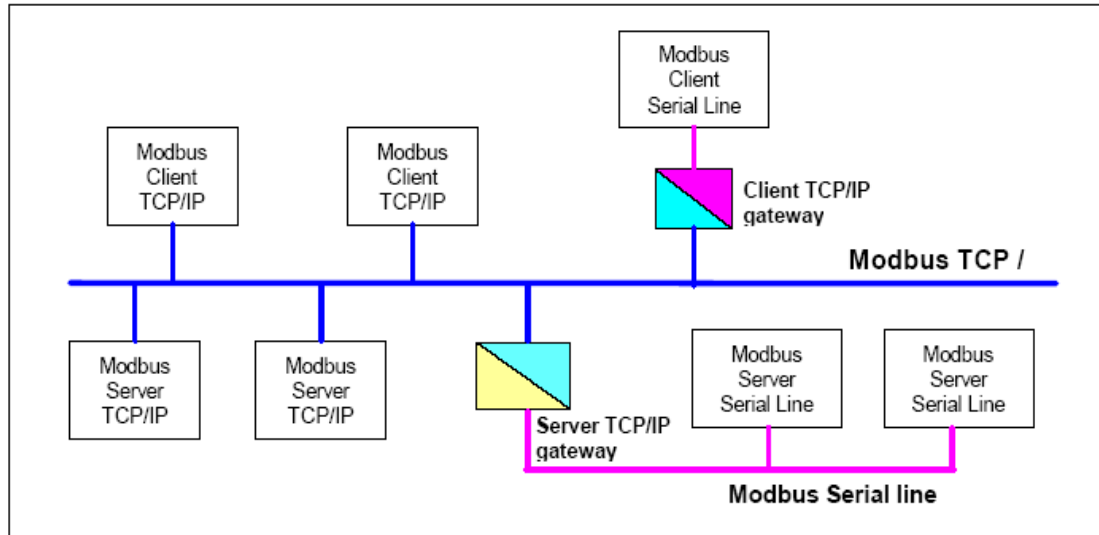 Modbus
Client
Serial Line
Modbus
Client
TCP/IP
Modbus
Client
TCP/IP
Client TCP/IP
gateway
Modbus TCP /
Modbus
Server
TCP/IP
Modbus
Server
TCP/IP
Server TCP/IP
gateway
Modbus
Server
Serial Line
Modbus
Server
Serial Line
Modbus Serial line